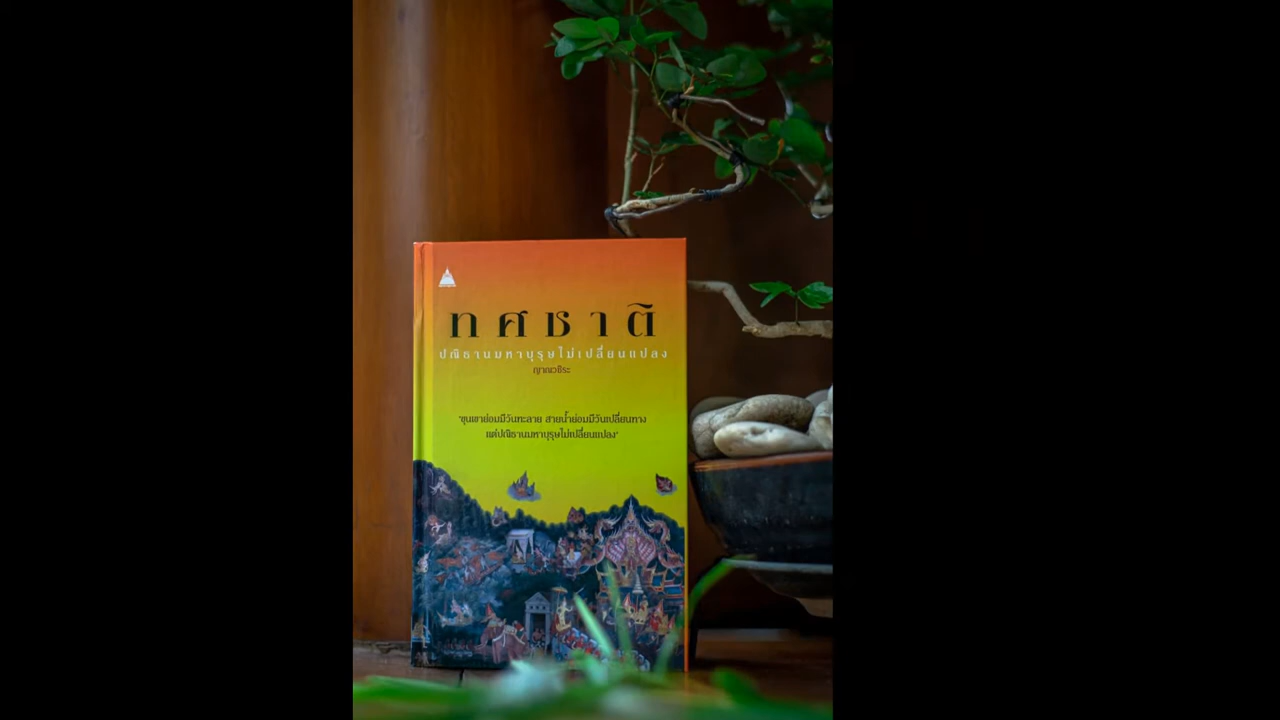 ทศชาติ
ปณิธานมหาบุรุษไม่เปลี่ยนแปลง
ญาณวชิระ
"ขุนเขาย่อมมีวันทะลาย สายน้ำย่อมมีวันเปลี่ยนทาง
แต่ปณิธานมหาบุรุษไม่เปลี่ยนแปลง"